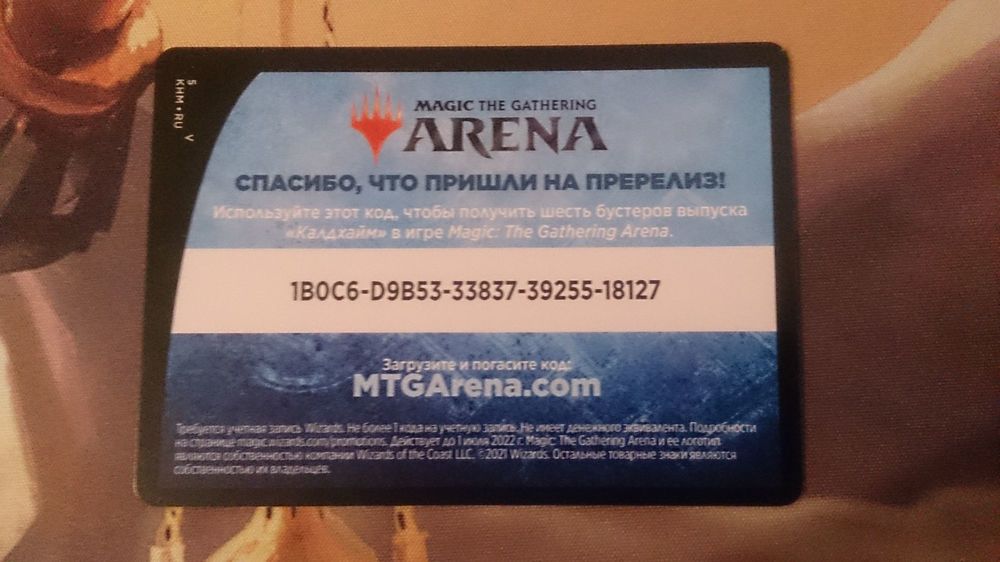 5 V
KHM • RU
MAGIC THE GATHERING
ARENA
СПАСИБО, ЧТО ПРИШЛИ НА ПРЕРЕЛИЗ!
Используйте этот код, чтобы получить шесть бустеров выпуска
«Калдхайм» в игре Magic: The Gathering Arena.
1B0C6-D9B53-33837-39255-18127
Загрузите и погасите код:
MTGArena.com
Требуется учетная запись Wizards. Не более 1 кода на учетную запись. Не имеет денежного эквивалента. Подробности
на странице magic.wizards.com/promotions. Действует до 1 июля 2022 г. Magic: The Gathering Arena и ее логотип
являются собственностью компании Wizards of the Coast LLC. ©2021 Wizards. Остальные товарные знаки являются
собственностью их владельцев.